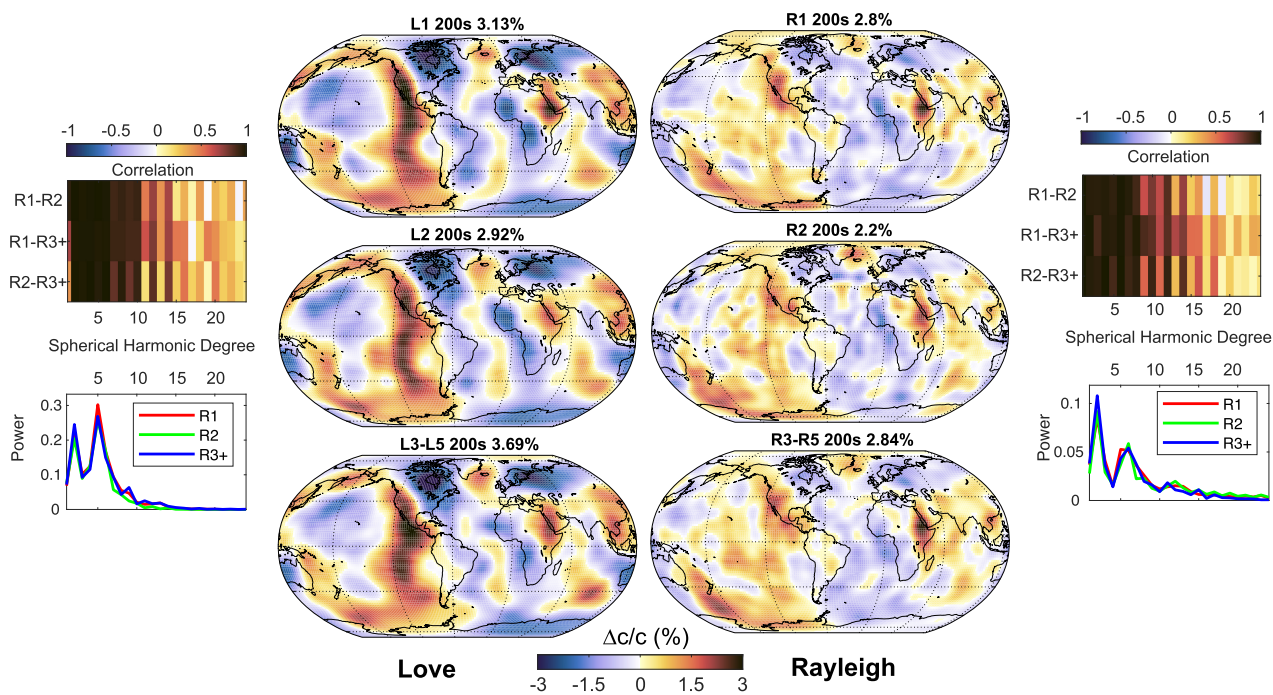 L1 200s 3.13%
R1 200s 2.8%
-1 -0.5 0 0.5 1
Correlation
R1-R2
R1-R3+
R2-R3+
5 10 15 20
Spherical Harmonic Degree
5 10 15 20
0.3
0.2
0.1
0
Power
R1
R2
R3+
L2 200s 2.92%
R2 200s 2.2%
L3-L5 200s 3.69%
R3-R5 200s 2.84%
-1 -0.5 0 0.5 1
Correlation
R1-R2
R1-R3+
R2-R3+
5 10 15 20
Spherical Harmonic Degree
5 10 15 20
0.1
0.05
0
Power
R1
R2
R3+
Δc/c (%)
Love
Rayleigh
-3 -1.5 0 1.5 3